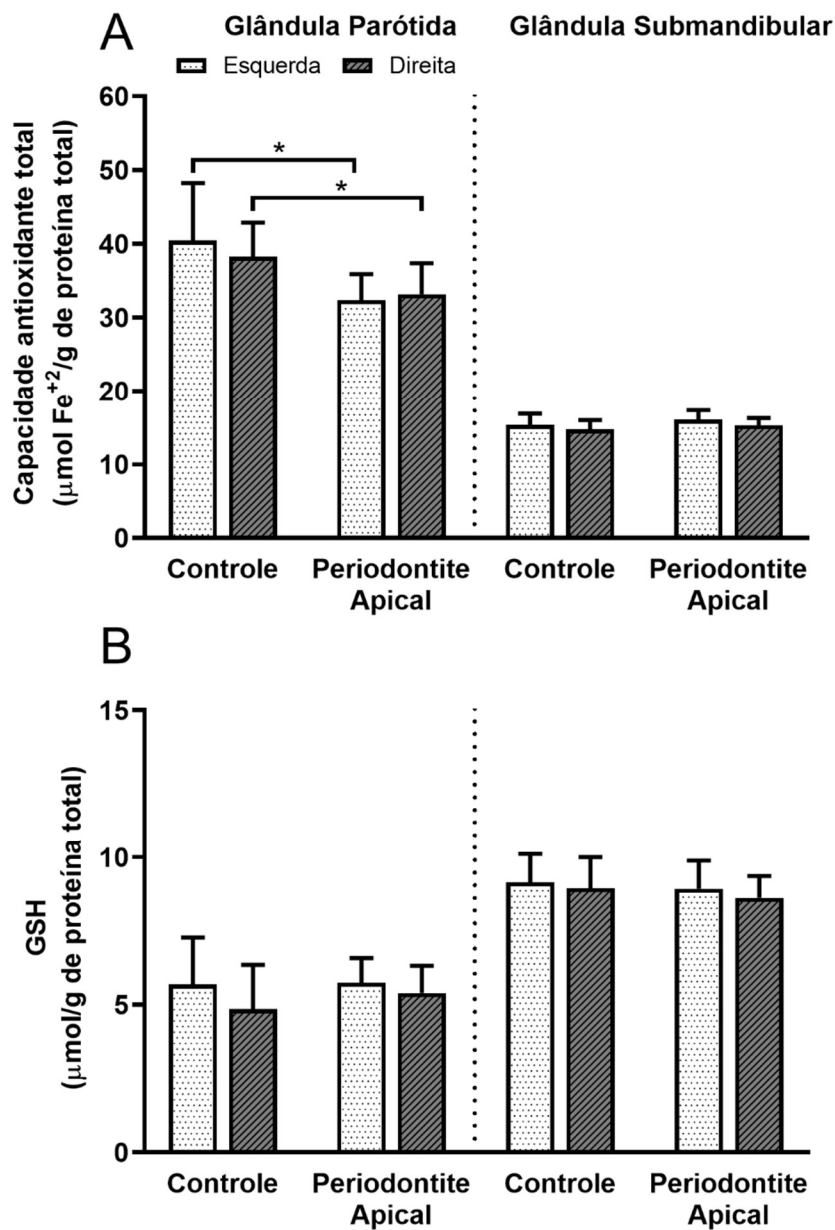 A
Glândula Parótida
Glândula Submandibular
Esquerda
Direita
Capacidade antioxidante total
(μmol Fe⁺²/g de proteína total)
60
50
40
30
20
10
0
*
*
Controle
Periodontite
Apical
Controle
Periodontite
Apical
B
GSH
(μmol/g de proteína total)
15
10
5
0
Controle
Periodontite
Apical
Controle
Periodontite
Apical